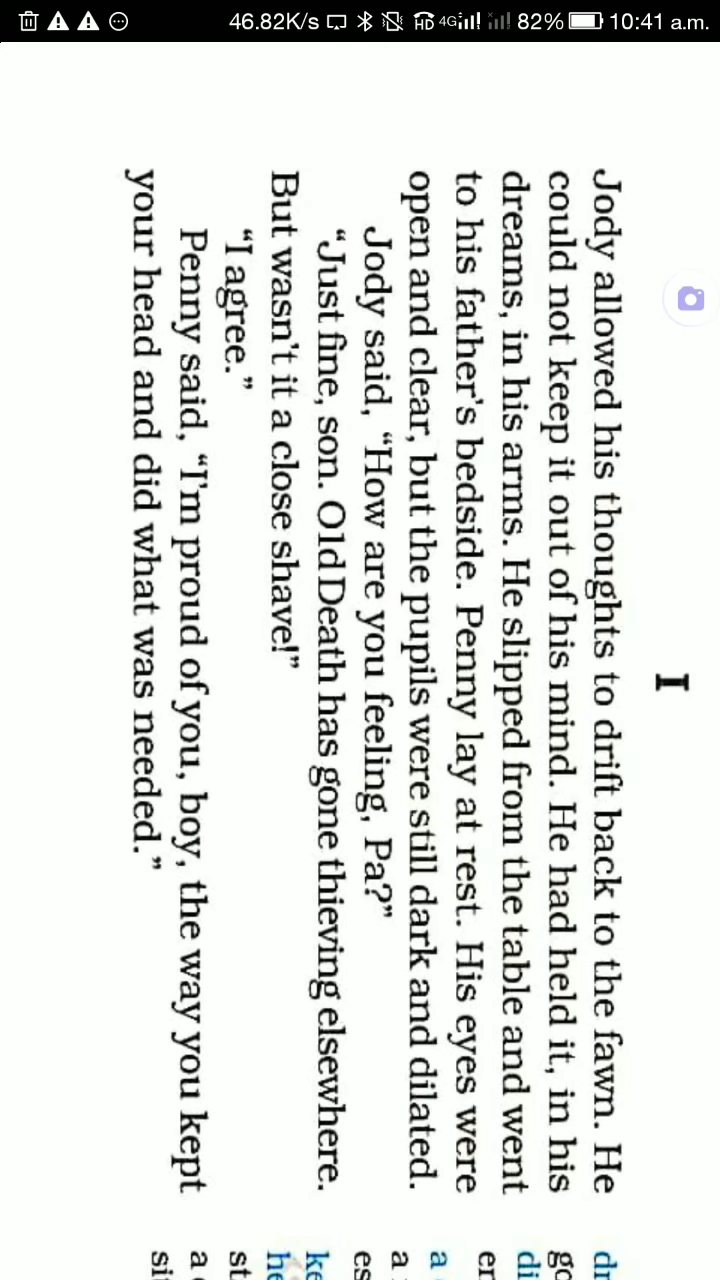 46.82K/s HD 4G 82% 10:41 a.m.
I
Jody allowed his thoughts to drift back to the fawn. He
could not keep it out of his mind. He had held it, in his
dreams, in his arms. He slipped from the table and went
to his father's bedside. Penny lay at rest. His eyes were
open and clear, but the pupils were still dark and dilated.
Jody said, “How are you feeling, Pa?”
“Just fine, son. Old Death has gone thieving elsewhere.
But wasn't it a close shave!”
“I agree.”
Penny said, “I'm proud of you, boy, the way you kept
your head and did what was needed.”